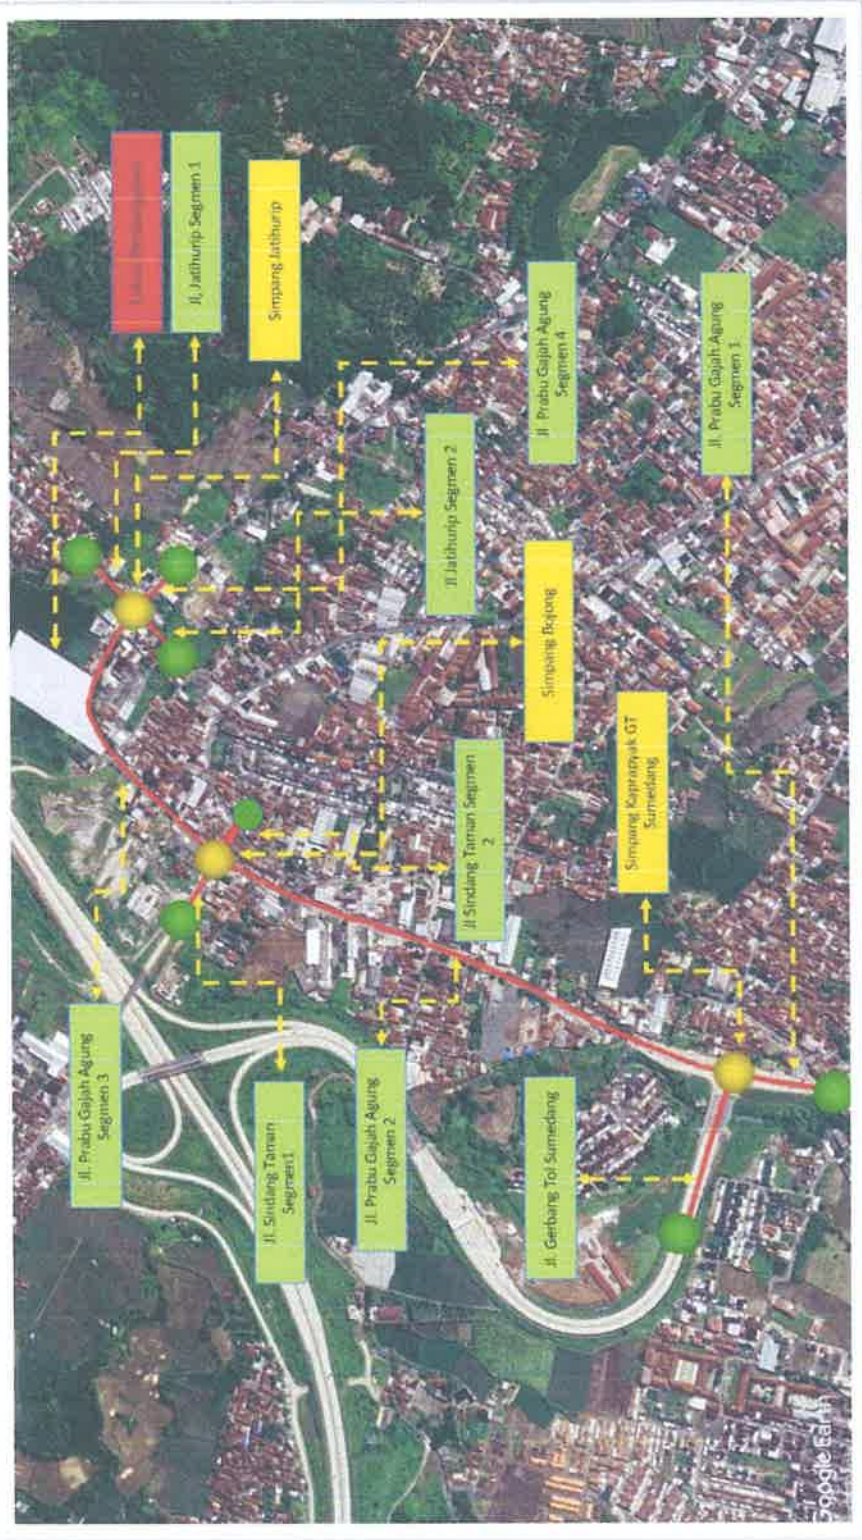 Jl. Prabu Gajah Agung
Segmen 3
Jl, Jatihurip Segmen 1
Simpang Jatihurip
Jl. Sindang Taman
Segmen1
Jl. Prabu Gajah Agung
Segmen 2
Jl Jatihurip Segmen 2
Jl Sindang Taman Segmen
2
Jl. Gerbang Tol Sumedang
Simpang Bojong
Jl Prabu Gajah Agung
Segmen 4
Simpang Kaprapyak GT
Sumedang
Jl. Prabu Gajah Agung
Segmen 1
Google Earth